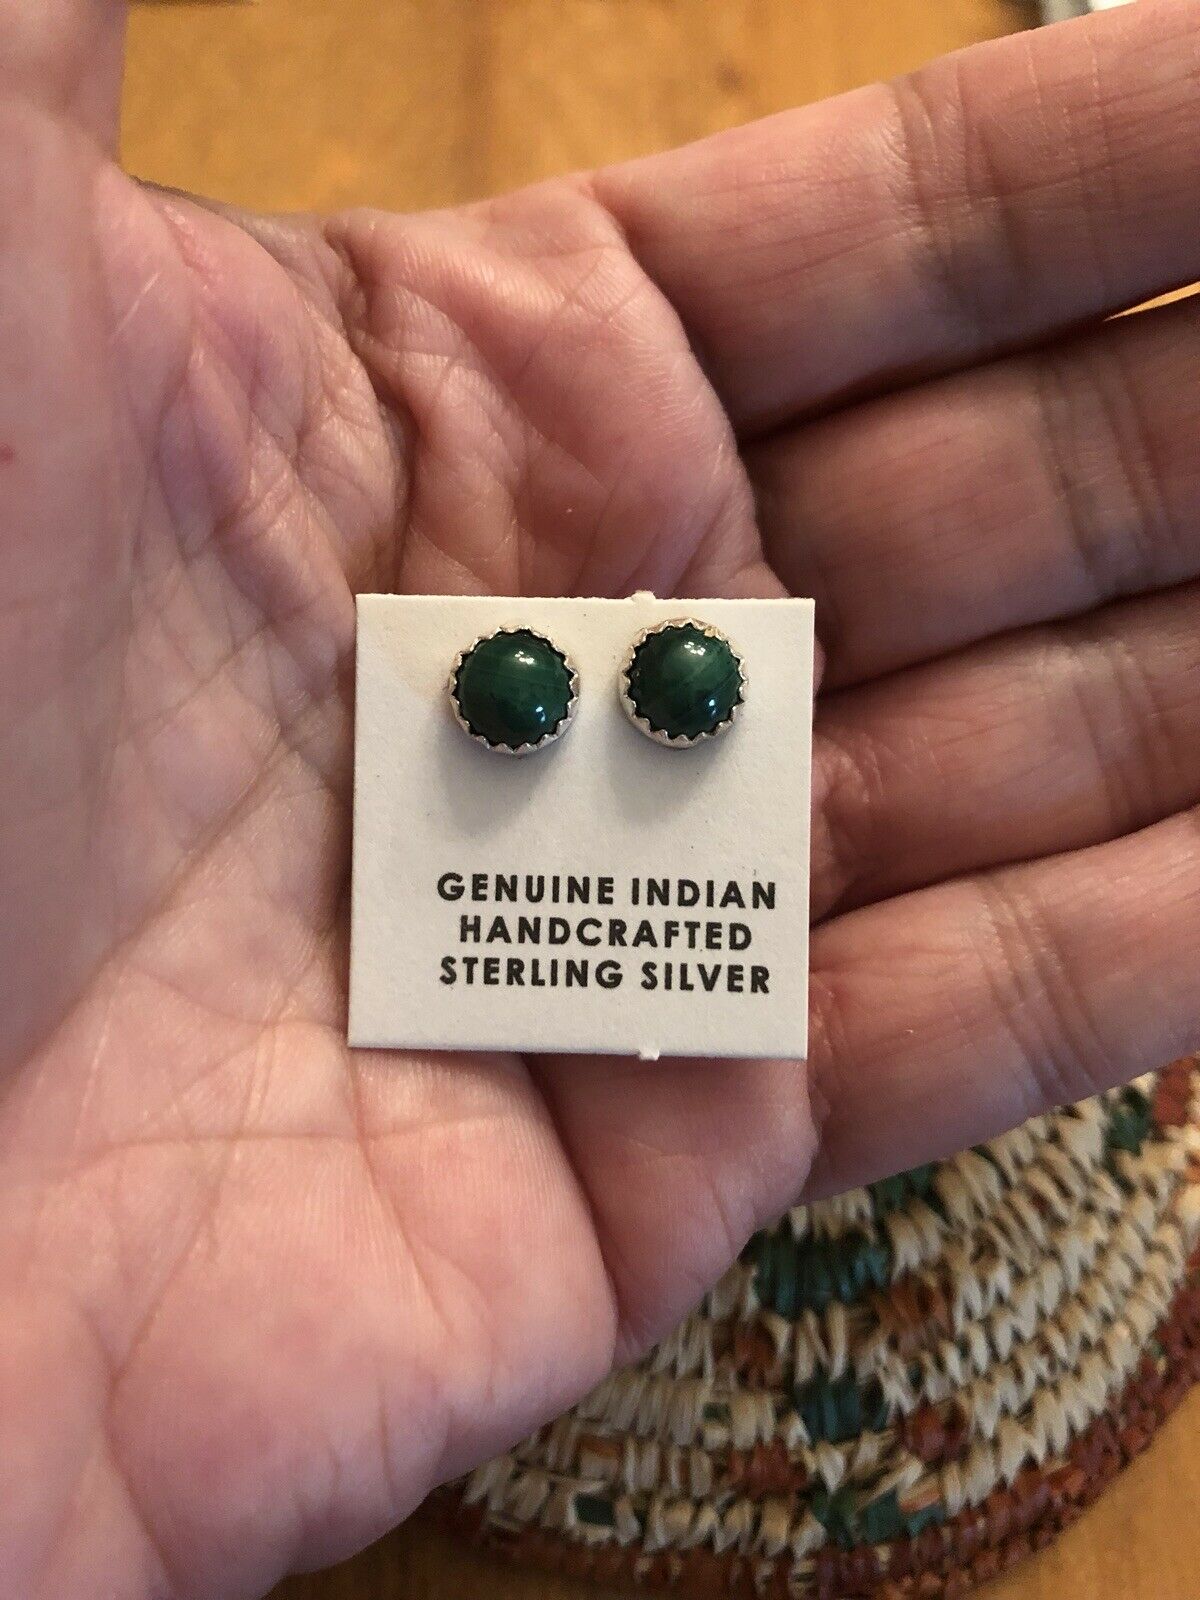 GENUINE INDIAN
HANDCRAFTED
STERLING SILVER